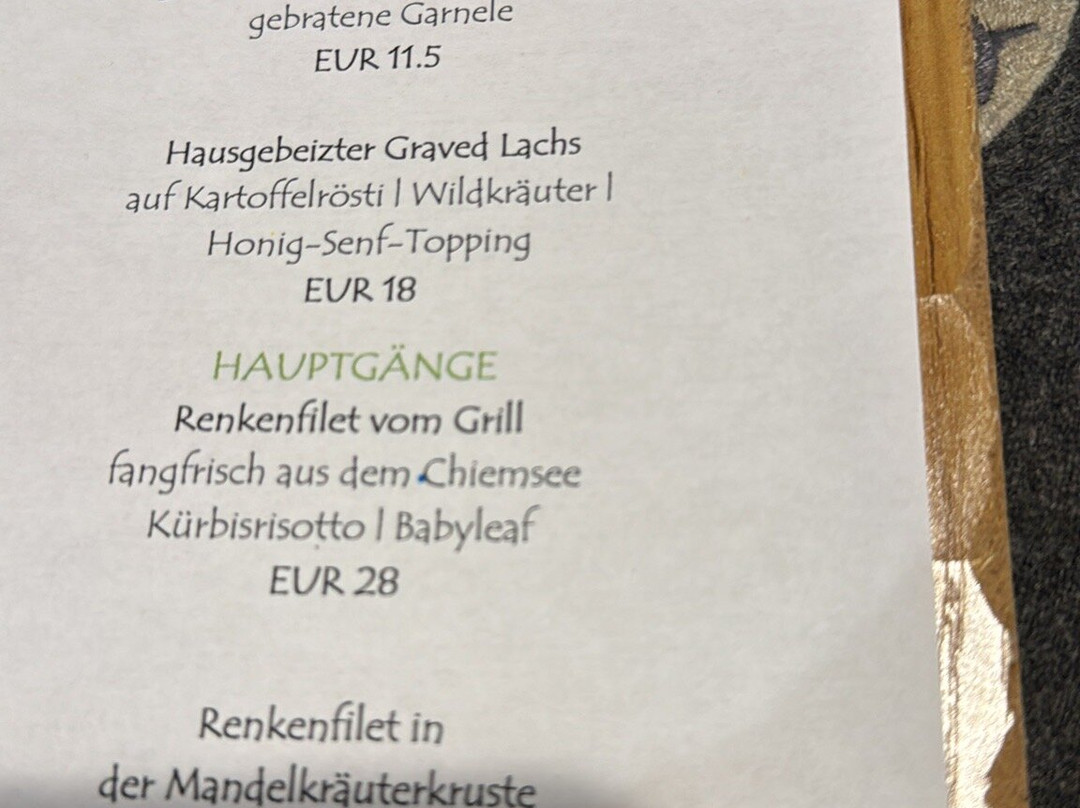 gebratene Garnele
EUR 11.5
Hausgebeizter Graved Lachs
auf Kartoffelrösti | Wildkräuter |
Honig-Senf-Topping
EUR 18
HAUPTGÄNGE
Renkenfilet vom Grill
fangfrisch aus dem Chiemsee
Kürbisrisotto | Babyleaf
EUR 28
Renkenfilet in
der Mandelkräuterkruste